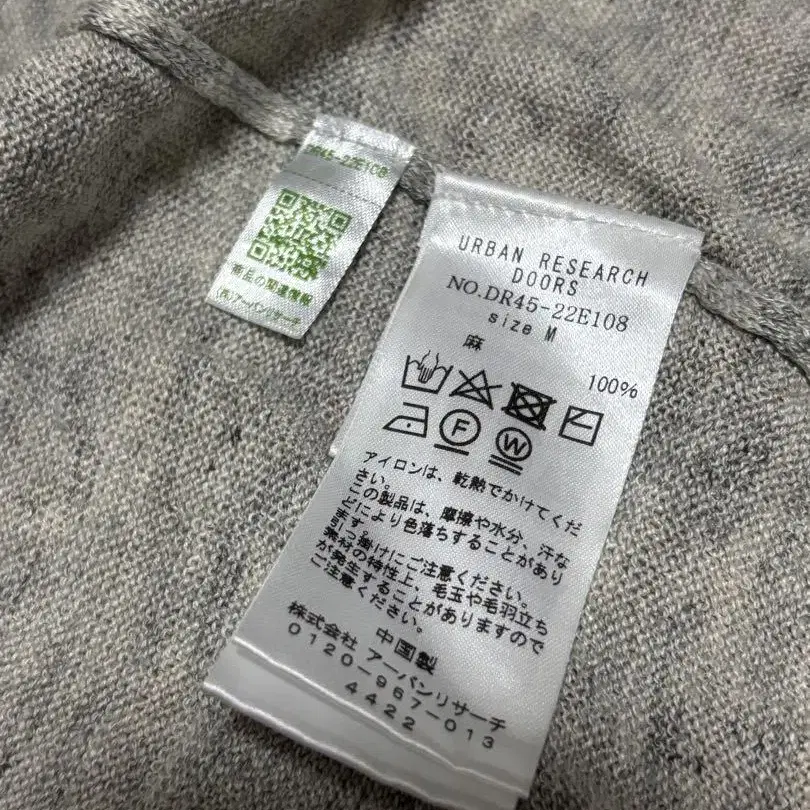 DR45-22E108
商品の関連情報
(株)アーバンリサーチ
URBAN RESEARCH
DOORS
NO.DR45-22E108
size M
麻
100%
F
W
アイロンは、乾熱でかけてくだ
さい。
この製品は、摩擦や水分、汗な
どにより色落ちすることがあり
ます。
引っ掛けにご注意ください。
素材の特性上、毛玉や毛羽立ち
が発生することがありますので
ご注意ください。
中国製
株式会社 アーバンリサーチ
0120-967-013
4422